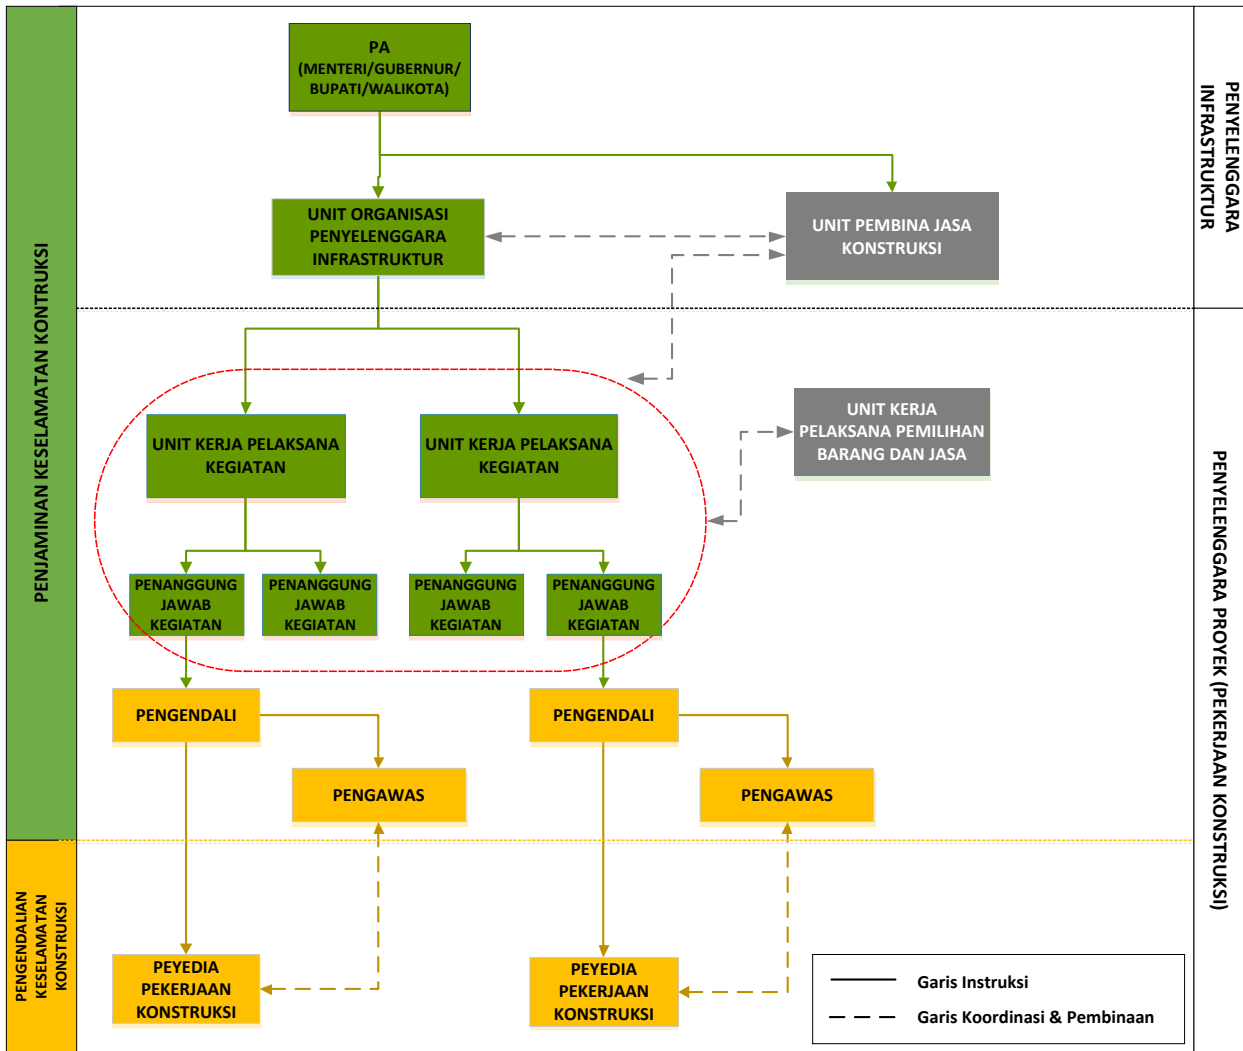 PA
(MENTERI/GUBERNUR/
BUPATI/WALIKOTA)
UNIT ORGANISASI
PENYELENGGARA
INFRASTRUKTUR
UNIT PEMBINA JASA
KONSTRUKSI
PENYELENGGARA
INFRASTRUKTUR
PENJAMINAN KESELAMATAN KONTRUKSI
UNIT KERJA PELAKSANA
KEGIATAN
UNIT KERJA PELAKSANA
KEGIATAN
UNIT KERJA
PELAKSANA PEMILIHAN
BARANG DAN JASA
PENANGGUNG
JAWAB
KEGIATAN
PENANGGUNG
JAWAB
KEGIATAN
PENANGGUNG
JAWAB
KEGIATAN
PENANGGUNG
JAWAB
KEGIATAN
PENYELENGGARA PROYEK (PEKERJAAN KONSTRUKSI)
PENGENDALI
PENGENDALI
PENGAWAS
PENGAWAS
PENGENDALIAN
KESELAMATAN
KONSTRUKSI
PEYEDIA
PEKERJAAN
KONSTRUKSI
PEYEDIA
PEKERJAAN
KONSTRUKSI
Garis Instruksi
Garis Koordinasi & Pembinaan